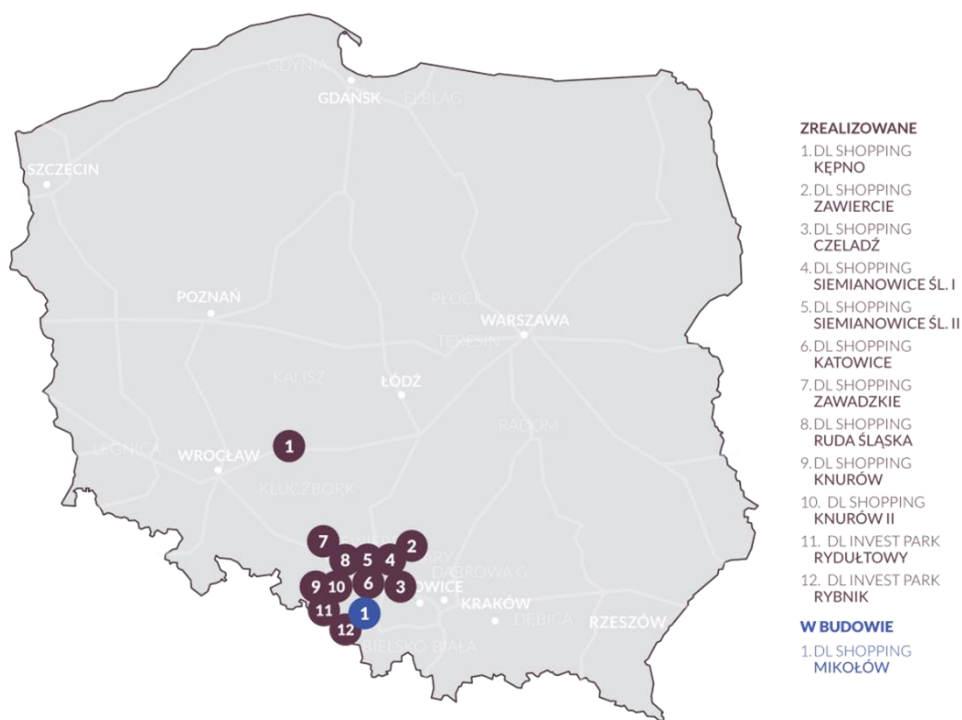 GDYNIA
GDAŃSK
ELBLĄG
SZCZECIN
POZNAŃ
PŁOCK
WARSZAWA
TERESIN
KALISZ
ŁÓDŹ
RADOM
LEGNICA
WROCŁAW
1
KLUCZBORK
7
2
8
5
4
DĄBROWA G.
9
10
6
3
OWICE
KRAKÓW
11
1
12
DĘBICA
RZESZÓW
BIELSKO-BIAŁA
ZREALIZOWANE
1. DL SHOPPING
KĘPNO
2. DL SHOPPING
ZAWIERCIE
3. DL SHOPPING
CZELADŹ
4. DL SHOPPING
SIEMIANOWICE ŚL. I
5. DL SHOPPING
SIEMIANOWICE ŚL. II
6. DL SHOPPING
KATOWICE
7. DL SHOPPING
ZAWADZKIE
8. DL SHOPPING
RUDA ŚLĄSKA
9. DL SHOPPING
KNURÓW
10. DL SHOPPING
KNURÓW II
11. DL INVEST PARK
RYDUŁTOWY
12. DL INVEST PARK
RYBNIK
W BUDOWIE
1. DL SHOPPING
MIKOŁÓW